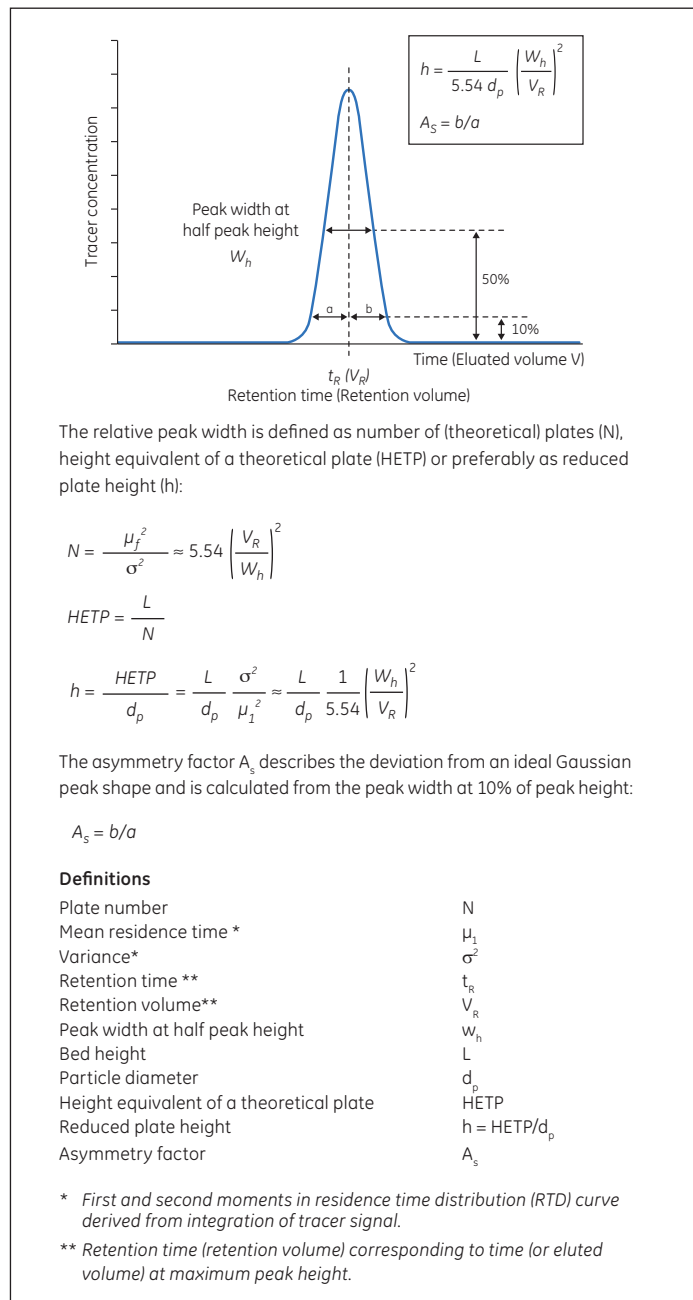 h = L / 5.54 d_p (W_h / V_R)^2
A_S = b/a
Tracer concentration
Peak width at
half peak height
W_h
a
b
50%
10%
Time (Eluated volume V)
t_R (V_R)
Retention time (Retention volume)
The relative peak width is defined as number of (theoretical) plates (N),
height equivalent of a theoretical plate (HETP) or preferably as reduced
plate height (h):
N = μ_f^2 / σ^2 ≈ 5.54 (V_R / W_h)^2
HETP = L / N
h = HETP / d_p = L / d_p σ^2 / μ_1^2 ≈ L / d_p 1 / 5.54 (W_h / V_R)^2
The asymmetry factor A_s describes the deviation from an ideal Gaussian
peak shape and is calculated from the peak width at 10% of peak height:
A_s = b/a
Definitions
Plate number N
Mean residence time * μ_1
Variance* σ^2
Retention time ** t_R
Retention volume** V_R
Peak width at half peak height w_h
Bed height L
Particle diameter d_p
Height equivalent of a theoretical plate HETP
Reduced plate height h = HETP/d_p
Asymmetry factor A_s
* First and second moments in residence time distribution (RTD) curve
derived from integration of tracer signal.
** Retention time (retention volume) corresponding to time (or eluted
volume) at maximum peak height.